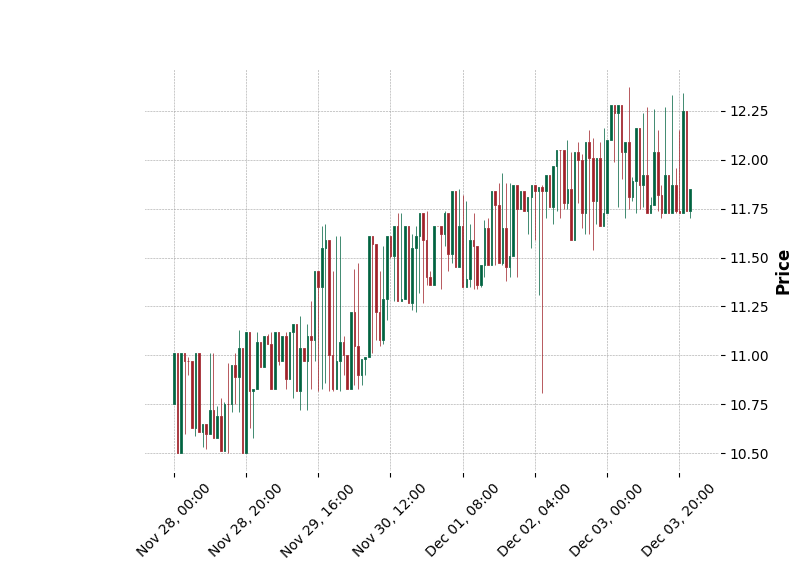 12.25
12.00
11.75
11.50
11.25
11.00
10.75
10.50
Price
Nov 28, 00:00
Nov 28, 20:00
Nov 29, 16:00
Nov 30, 12:00
Dec 01, 08:00
Dec 02, 04:00
Dec 03, 00:00
Dec 03, 20:00